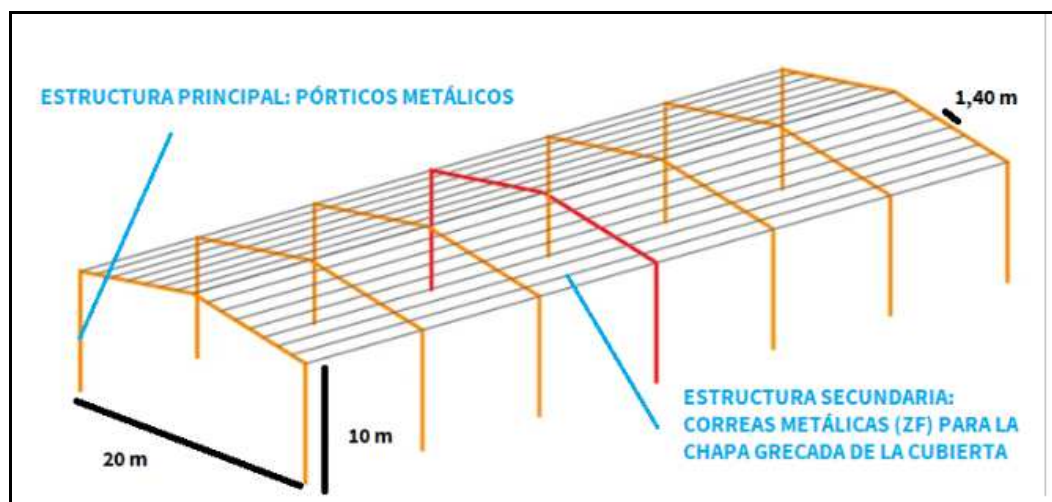 ESTRUCTURA PRINCIPAL: PÓRTICOS METÁLICOS
1,40 m
20 m
10 m
ESTRUCTURA SECUNDARIA:
CORREAS METÁLICAS (ZF) PARA LA
CHAPA GRECADA DE LA CUBIERTA